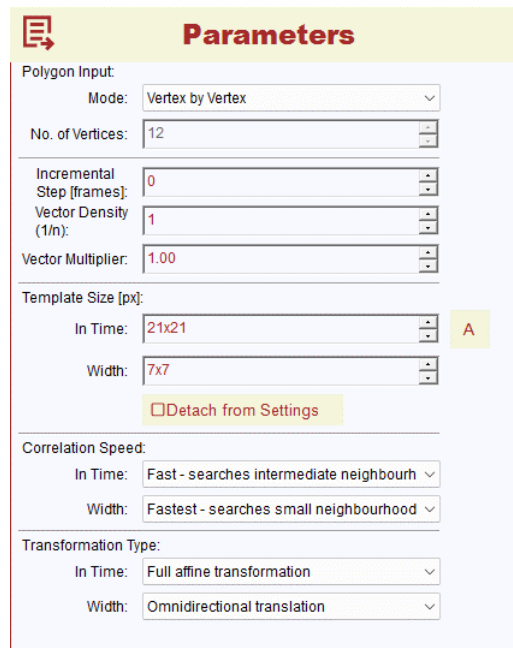 Parameters
Polygon Input:
Mode: Vertex by Vertex
No. of Vertices: 12
Incremental
Step [frames]: 0
Vector Density
(1/n): 1
Vector Multiplier: 1.00
Template Size [px]:
In Time: 21x21 A
Width: 7x7
Detach from Settings
Correlation Speed:
In Time: Fast - searches intermediate neighbourh
Width: Fastest - searches small neighbourhood
Transformation Type:
In Time: Full affine transformation
Width: Omnidirectional translation